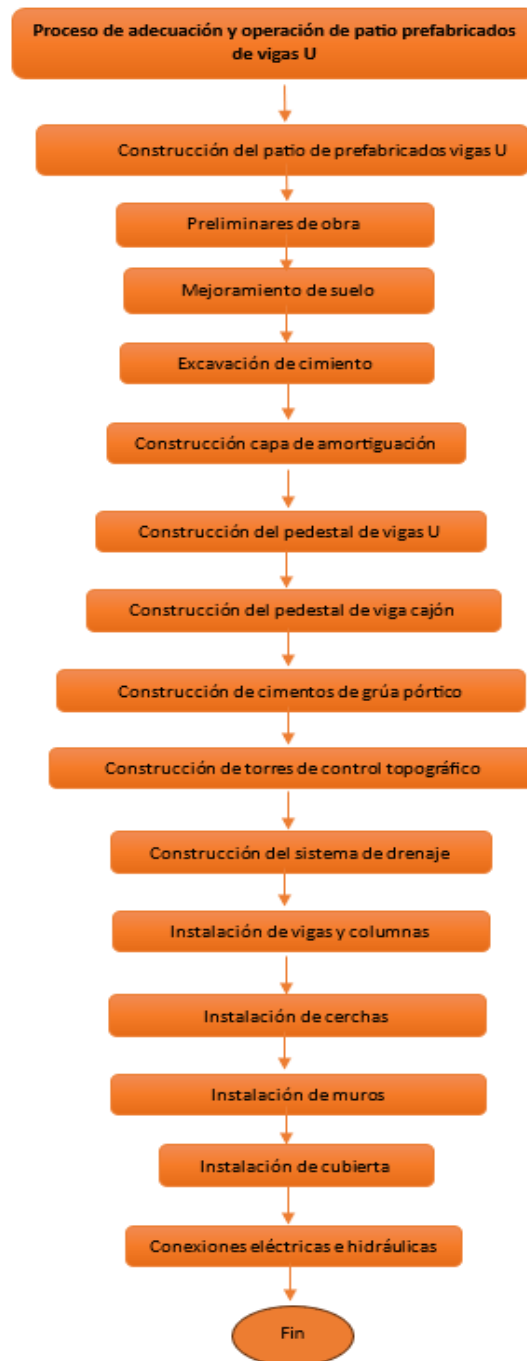 Proceso de adecuación y operación de patio prefabricados
de vigas U
Construcción del patio de prefabricados vigas U
Preliminares de obra
Mejoramiento de suelo
Excavación de cimiento
Construcción capa de amortiguación
Construcción del pedestal de vigas U
Construcción del pedestal de viga cajón
Construcción de cimentos de grúa pórtico
Construcción de torres de control topográfico
Construcción del sistema de drenaje
Instalación de vigas y columnas
Instalación de cerchas
Instalación de muros
Instalación de cubierta
Conexiones eléctricas e hidráulicas
Fin